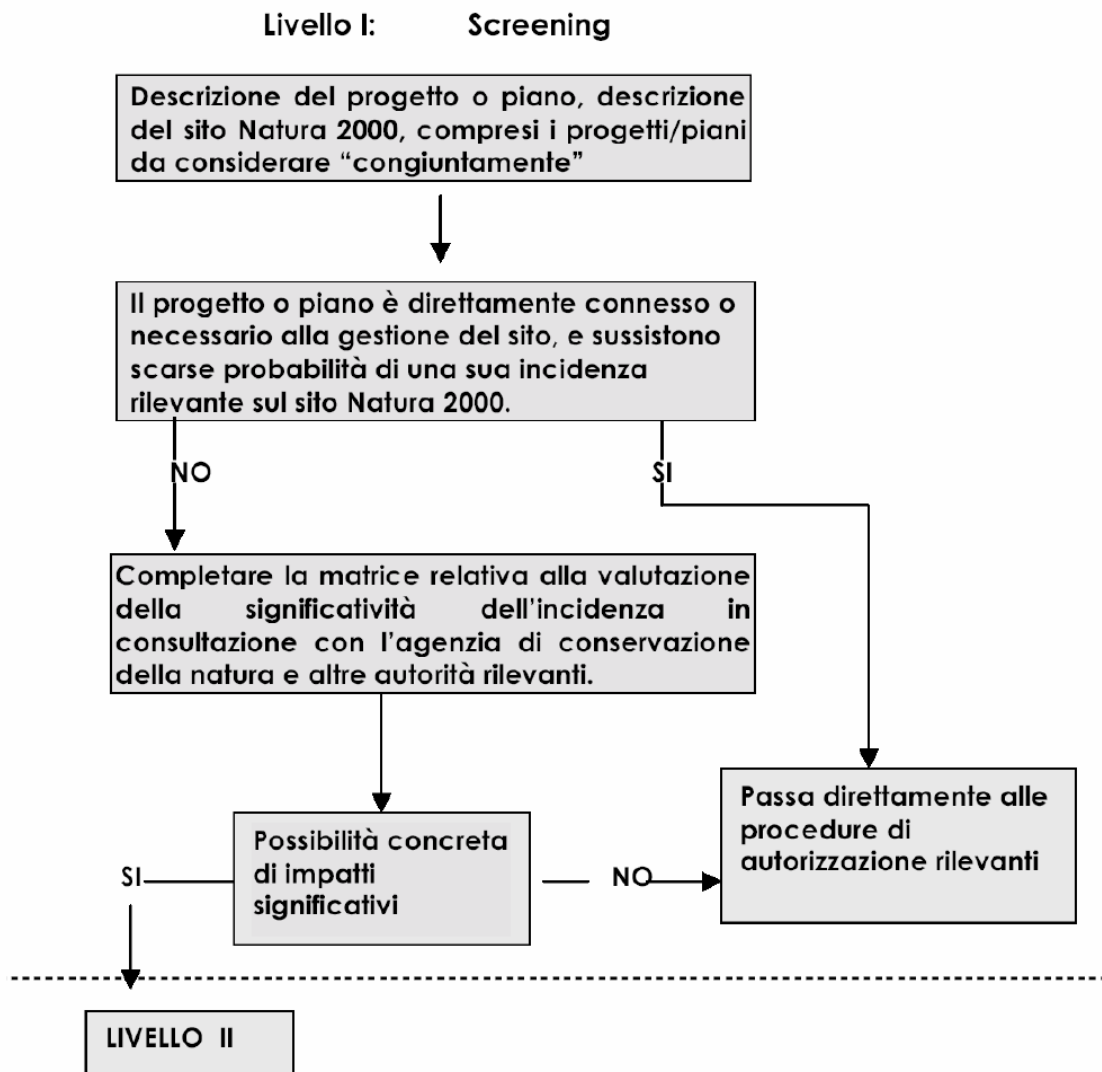 Livello I: Screening
Descrizione del progetto o piano, descrizione
del sito Natura 2000, compresi i progetti/piani
da considerare “congiuntamente”
Il progetto o piano è direttamente connesso o
necessario alla gestione del sito, e sussistono
scarse probabilità di una sua incidenza
rilevante sul sito Natura 2000.
NO
SI
Completare la matrice relativa alla valutazione
della significatività dell’incidenza in
consultazione con l’agenzia di conservazione
della natura e altre autorità rilevanti.
Possibilità concreta
di impatti
significativi
SI
NO
Passa direttamente alle
procedure di
autorizzazione rilevanti
LIVELLO II